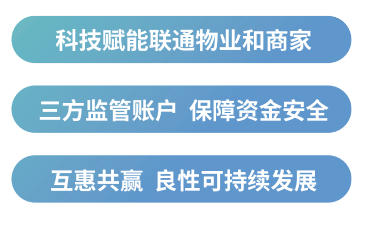 科技赋能联通物业和商家
三方监管账户 保障资金安全
互惠共赢 良性可持续发展